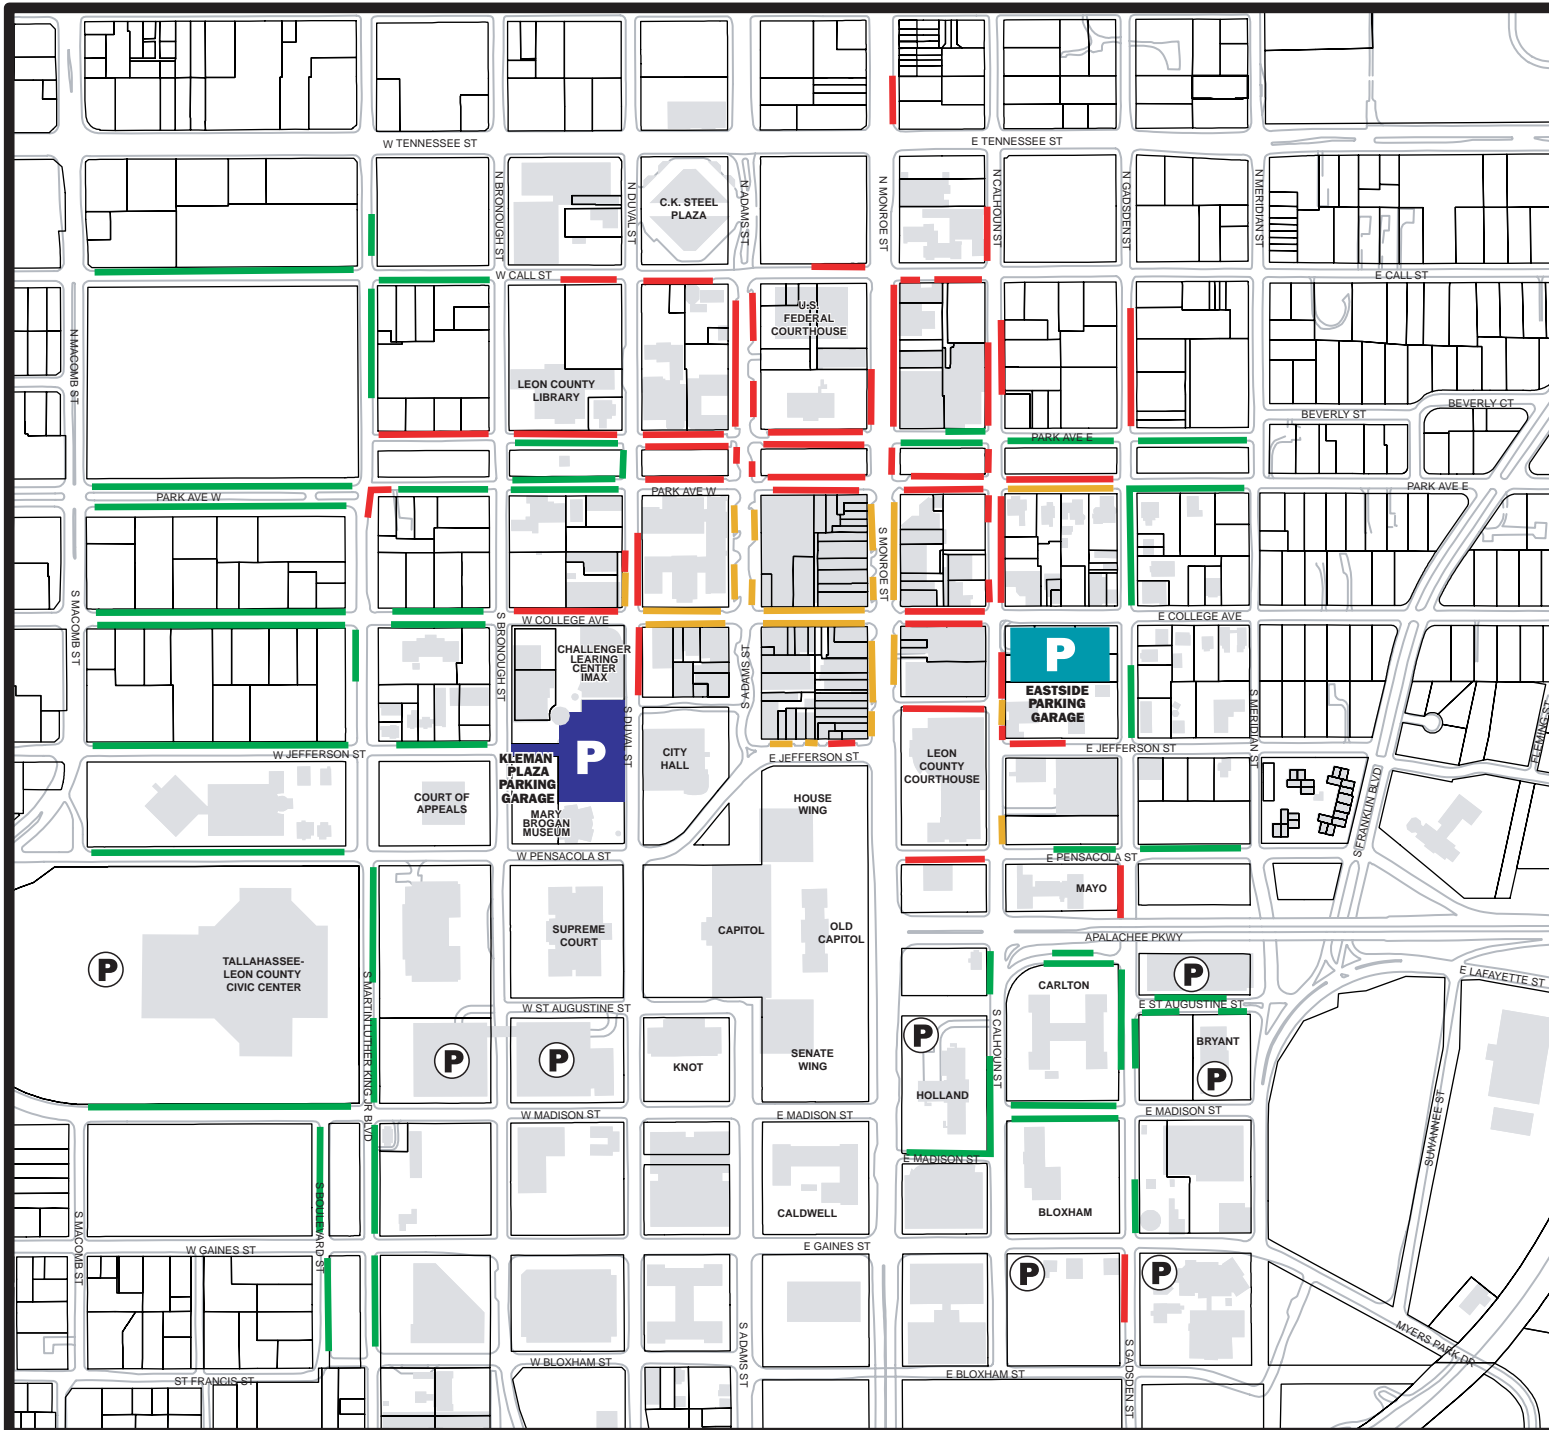 W TENNESSEE ST
E TENNESSEE ST
N BRONOUGH ST
N DUVAL ST
C.K. STEEL
PLAZA
N ADAMS ST
N MONROE ST
N CALHOUN ST
N GADSDEN ST
N MERIDIAN ST
W CALL ST
E CALL ST
N MACOMB ST
U.S.
FEDERAL
COURTHOUSE
LEON COUNTY
LIBRARY
BEVERLY ST
BEVERLY CT
PARK AVE E
PARK AVE W
PARK AVE W
PARK AVE E
S MONROE ST
S MACOMB ST
S BRONOUGH ST
W COLLEGE AVE
E COLLEGE AVE
CHALLENGER
LEARING
CENTER
IMAX
S DUVAL ST
S ADAMS ST
P
EASTSIDE
PARKING
GARAGE
S MERIDIAN ST
FLEMING ST
W JEFFERSON ST
E JEFFERSON ST
E JEFFERSON ST
KLEMAN
PLAZA
PARKING
GARAGE
P
CITY
HALL
LEON
COUNTY
COURTHOUSE
COURT OF
APPEALS
MARY
BROGAN
MUSEUM
HOUSE
WING
S FRANKLIN BLVD
W PENSACOLA ST
E PENSACOLA ST
MAYO
SUPREME
COURT
CAPITOL
OLD
CAPITOL
APALACHEE PKWY
P
TALLAHASSEE-
LEON COUNTY
CIVIC CENTER
S MARTIN LUTHER KING JR BLVD
P
E LAFAYETTE ST
CARLTON
W ST AUGUSTINE ST
E ST AUGUSTINE ST
S CALHOUN ST
P
P
P
KNOT
SENATE
WING
HOLLAND
BRYANT
P
W MADISON ST
E MADISON ST
E MADISON ST
E MADISON ST
SUWANNEE ST
S MACOMB ST
S BOULEVARD ST
CALDWELL
BLOXHAM
W GAINES ST
E GAINES ST
P
P
S ADAMS ST
S GADSDEN ST
MYERS PARK DR
W BLOXHAM ST
E BLOXHAM ST
ST FRANCIS ST